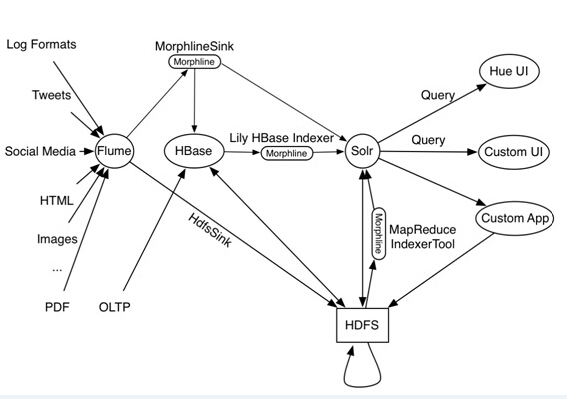 Log Formats
MorphlineSink
Morphline
Hue UI
Tweets
Query
Social Media
Flume
HBase
Lily HBase Indexer
Morphline
Solr
Query
Custom UI
HTML
Images
...
HdfsSink
Morphline
MapReduce
IndexerTool
Custom App
PDF
OLTP
HDFS